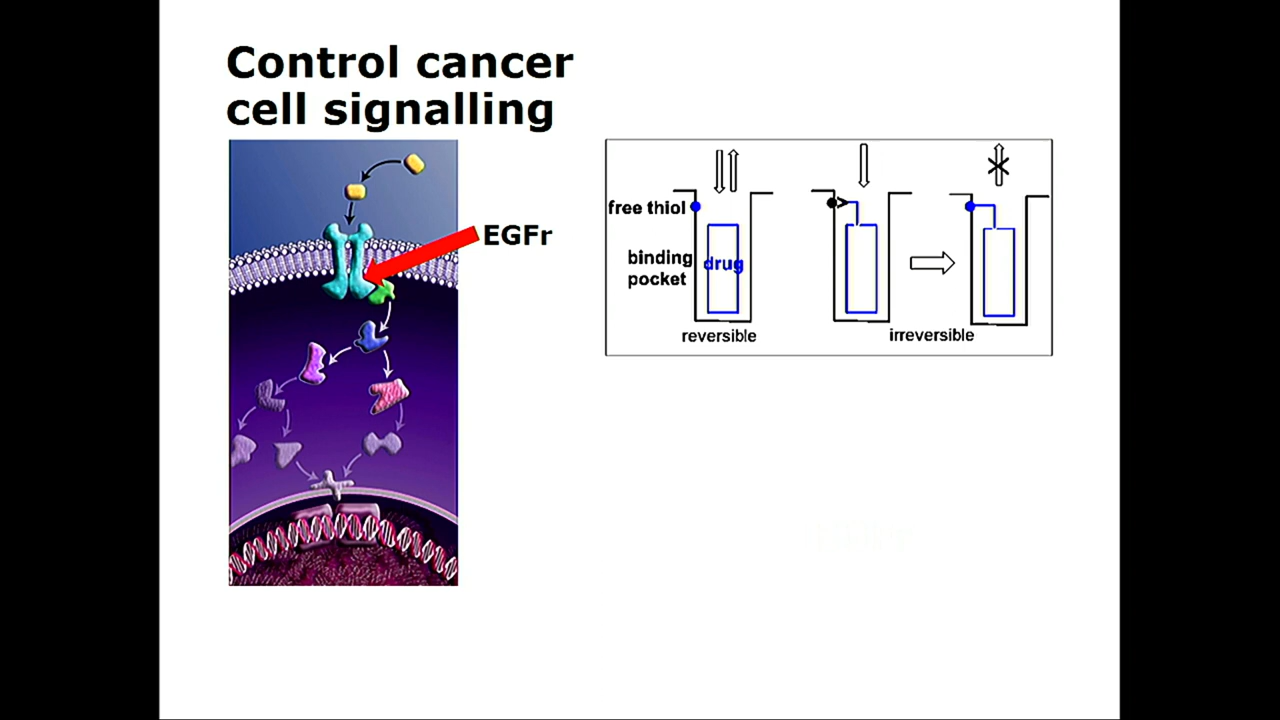 Control cancer
cell signalling
EGFr
free thiol
binding
pocket
drug
reversible
irreversible